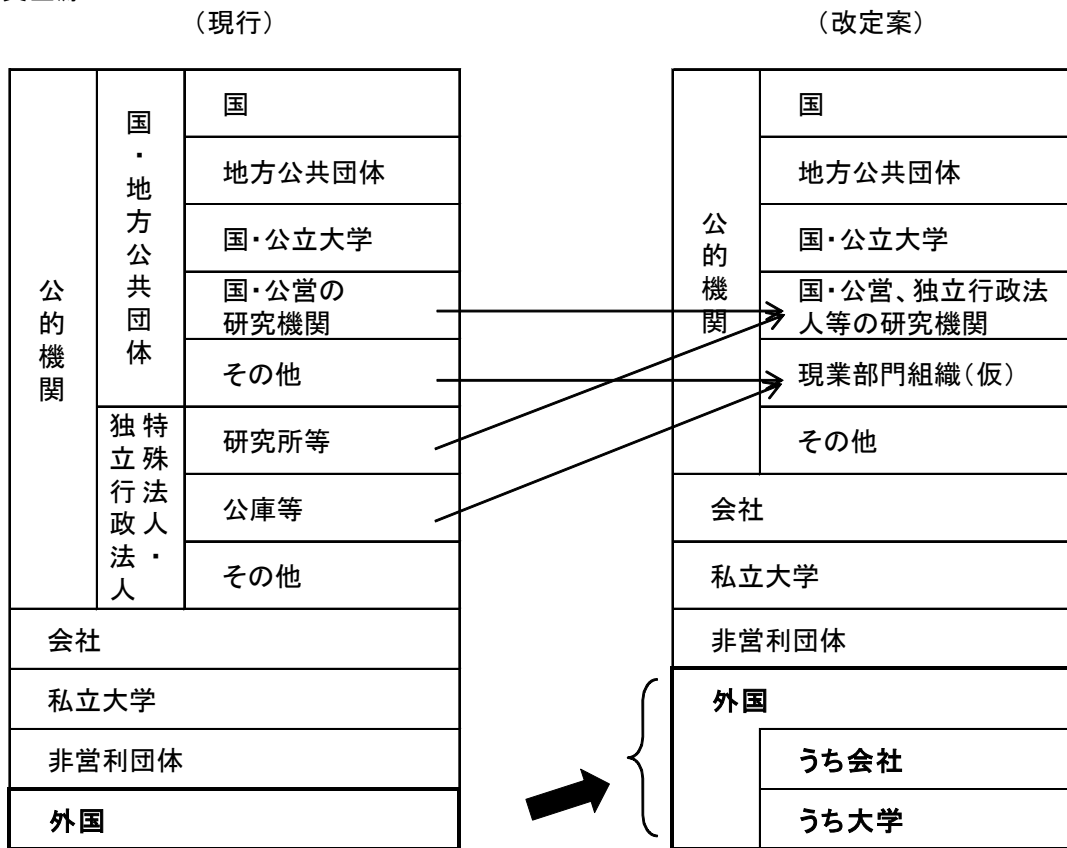 (現行)
公的機関
国・地方公共団体
国
地方公共団体
国・公立大学
国・公営の
研究機関
その他
特殊法人・
独立行政法人
研究所等
公庫等
その他
会社
私立大学
非営利団体
外国
(改定案)
公的機関
国
地方公共団体
国・公立大学
国・公営、独立行政法
人等の研究機関
現業部門組織(仮)
その他
会社
私立大学
非営利団体
外国
うち会社
うち大学